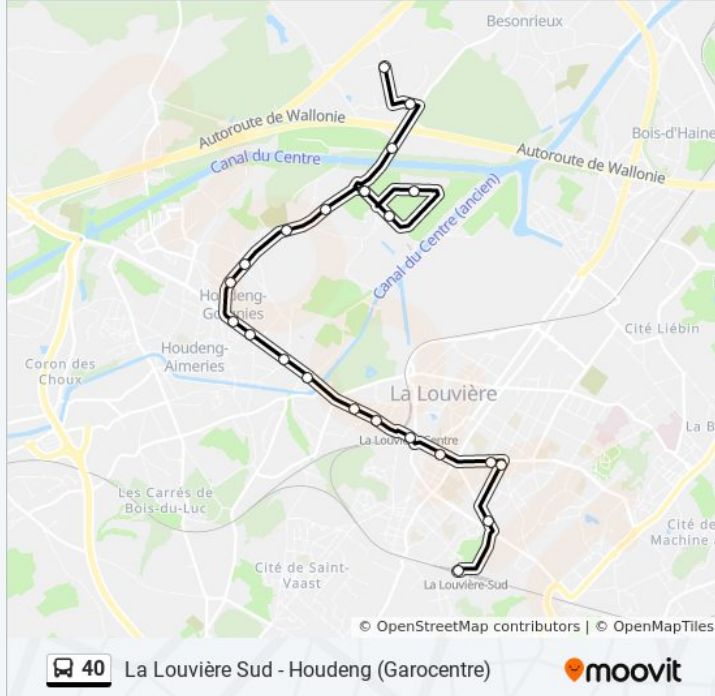 Besonrieux
Autoroute de Wallonie
Canal du Centre
Autoroute de Wallonie
Bois-d'Haine
Canal du Centre (ancien)
Houdeng-
Goegnies
Cité Liébin
Houdeng-
Aimeries
Coron des
Choux
La Louvière
La B
La Louvière-Centre
Les Carrés de
Bois-du-Luc
Cité de
Machine
Cité de Saint-
Vaast
La Louvière-Sud
© OpenStreetMap contributors | © OpenMapTiles
40 La Louvière Sud - Houdeng (Garocentre)
moovit